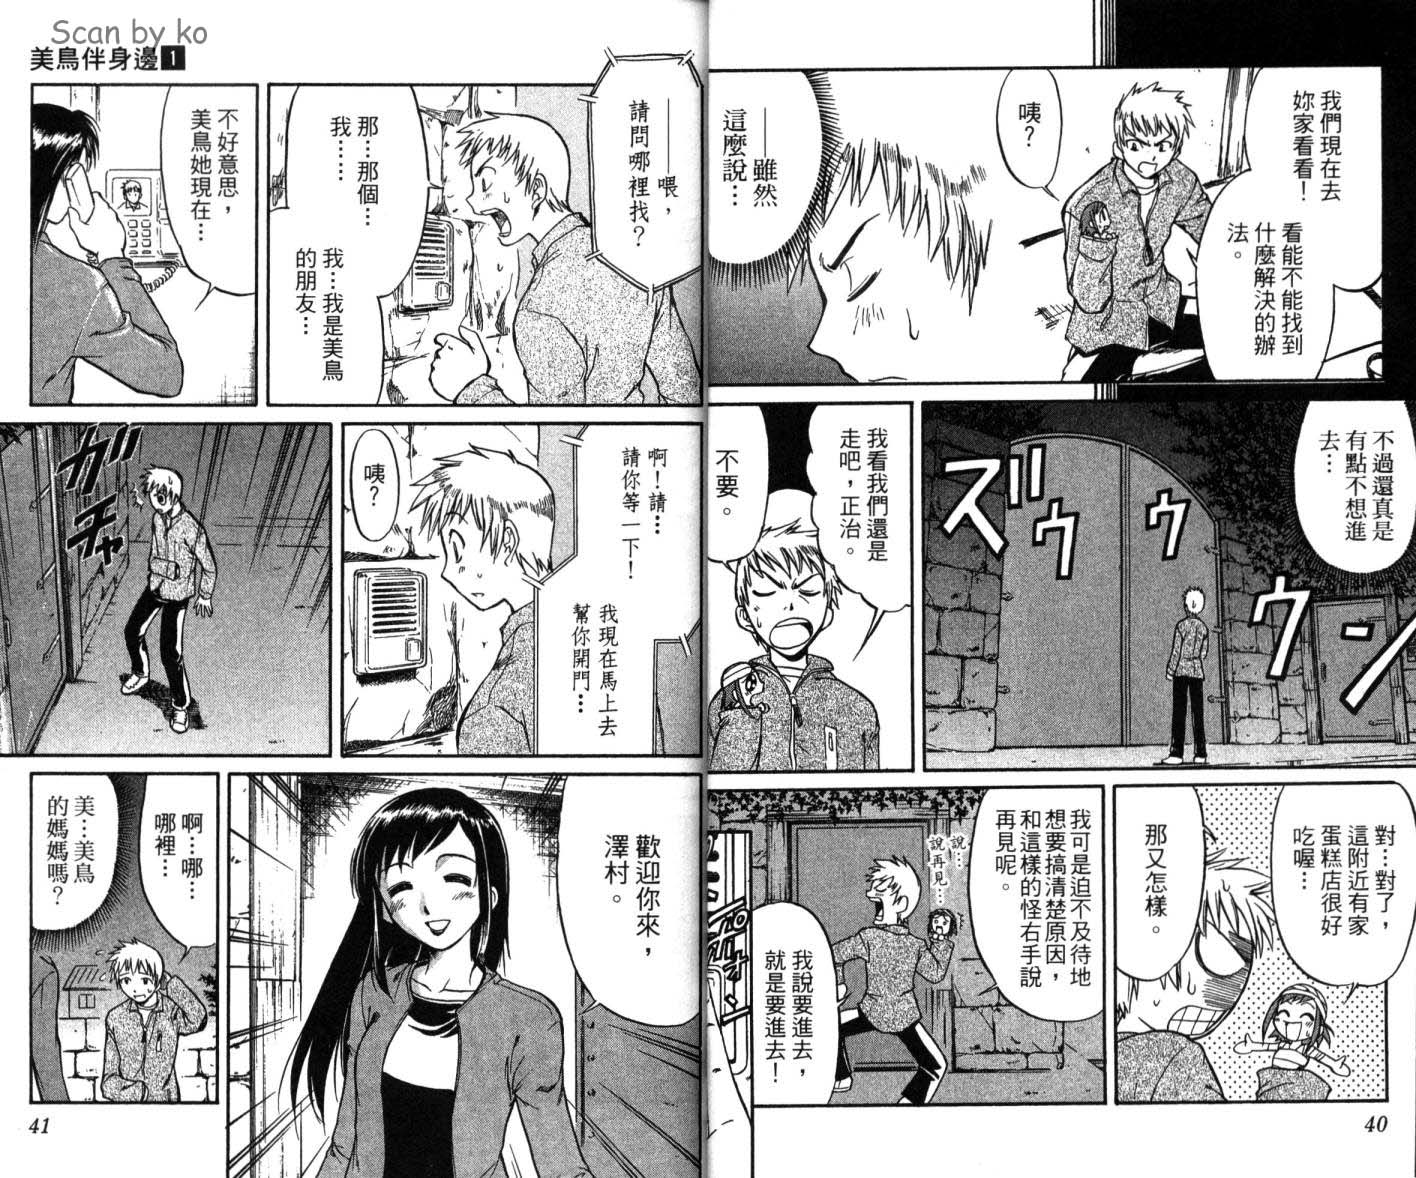 Scan by ko
美鳥伴身邊1
我們現在去
妳家看看！
看能不能找到
什麼解決的辦
法。
咦？
——雖然
這麼說…
不過還真是
有點不想進
去…
ズウウウーン
我看我們還是
走吧，正治。
不要。
對…對了，
這附近有家
蛋糕店很好
吃喔…
那又怎樣。
我可是迫不及待地
想要搞清楚原因，
和這樣的怪右手說
再見呢。
說…
說再見…
我說要進去，
就是要進去！
40
——喂，
請問哪裡找？
那…那個…
我……
我…我是美鳥
的朋友…
不好意思，
美鳥她現在…
啊！請…
請你等一下！
我現在馬上去
幫你開門…
咦？
ガチャ
歡迎你來，
澤村。
啊…哪…
哪裡…
美…美鳥
的媽媽嗎？
41